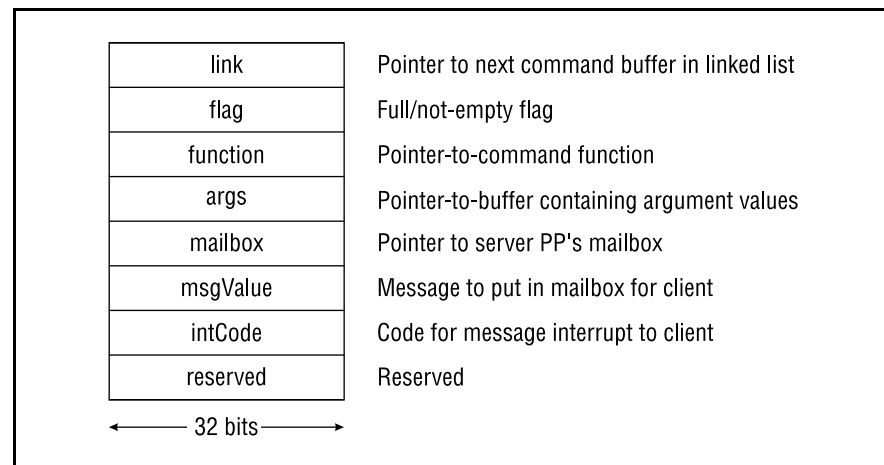 link Pointer to next command buffer in linked list
flag Full/not-empty flag
function Pointer-to-command function
args Pointer-to-buffer containing argument values
mailbox Pointer to server PP's mailbox
msgValue Message to put in mailbox for client
intCode Code for message interrupt to client
reserved Reserved
32 bits